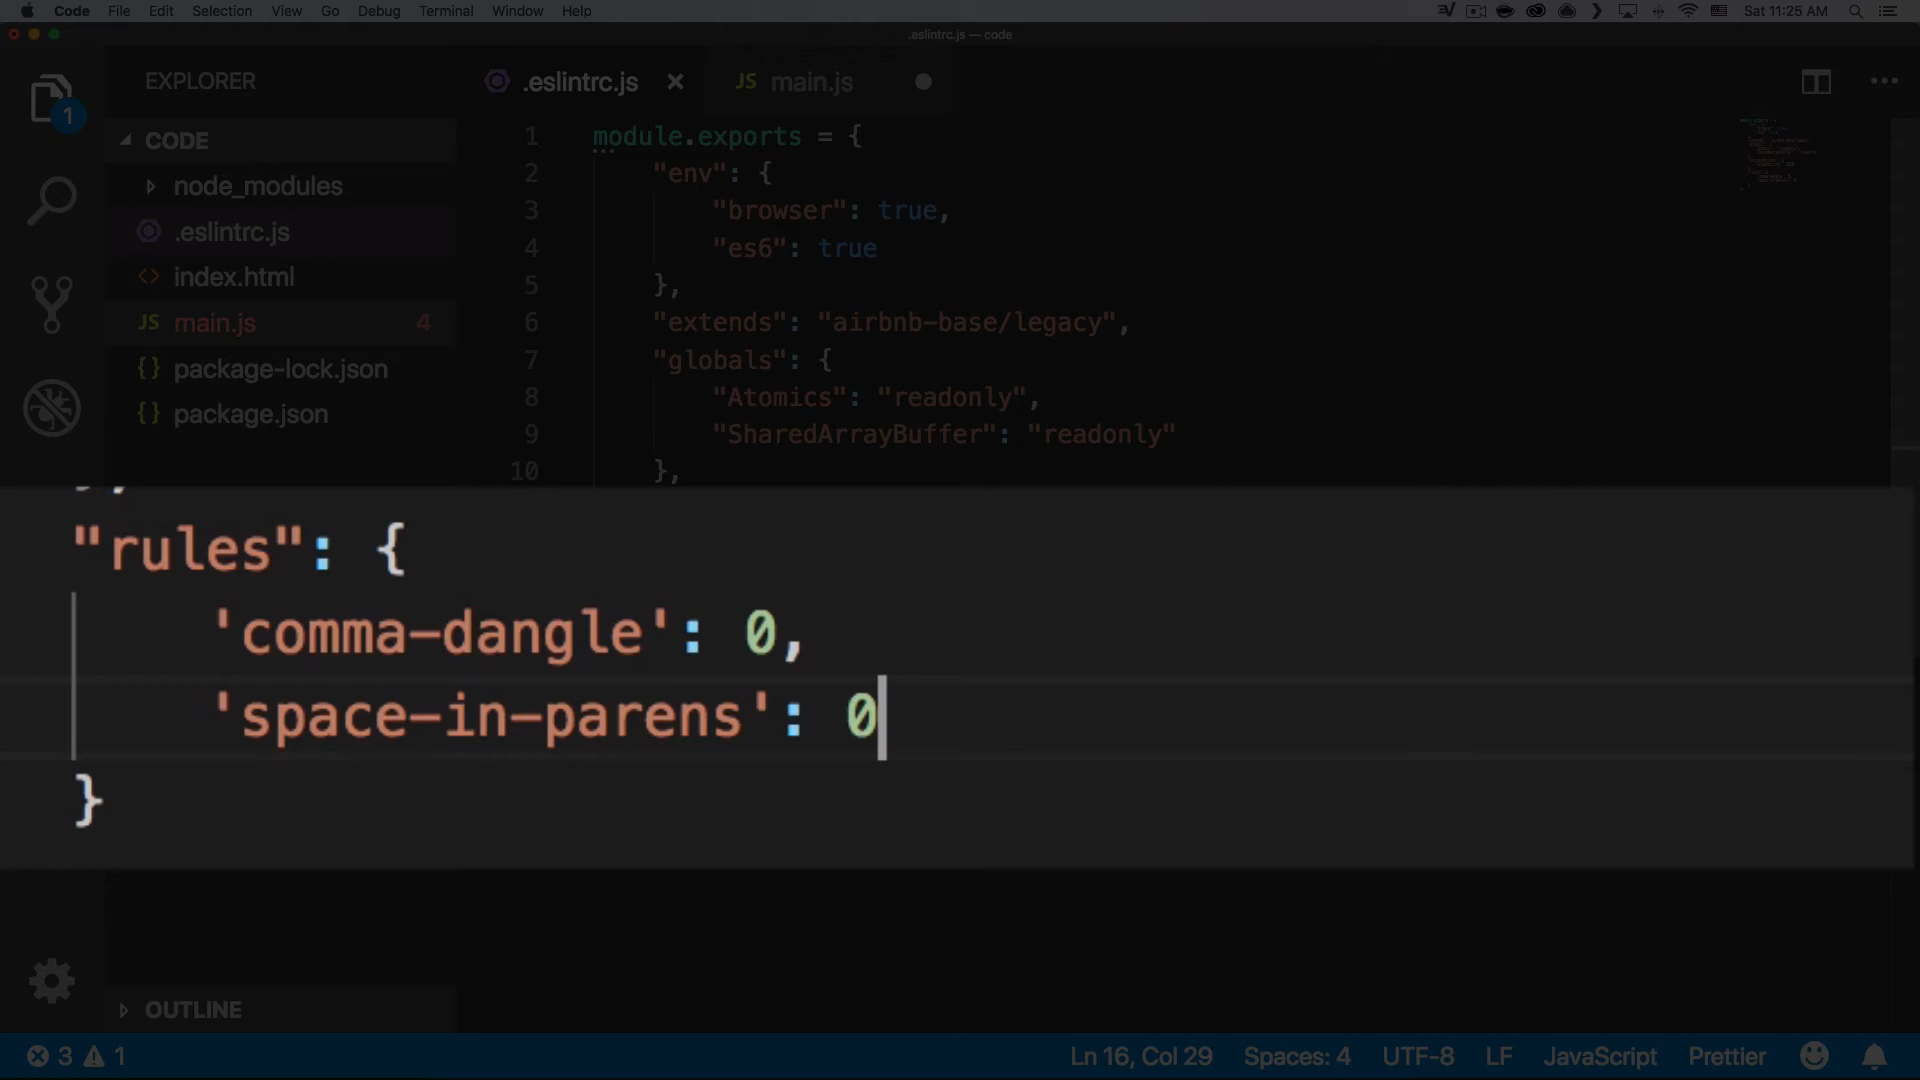 Code File Edit Selection View Go Debug Terminal Window Help Sat 11:25 AM
.eslintrc.js — code
EXPLORER
.eslintrc.js
JS main.js
1
CODE
node_modules
.eslintrc.js
<> index.html
JS main.js 4
{} package-lock.json
{} package.json
1 module.exports = {
2 "env": {
3 "browser": true,
4 "es6": true
5 },
6 "extends": "airbnb-base/legacy",
7 "globals": {
8 "Atomics": "readonly",
9 "SharedArrayBuffer": "readonly"
10 },
"rules": {
'comma-dangle': 0,
'space-in-parens': 0
}
OUTLINE
3 1 Ln 16, Col 29 Spaces: 4 UTF-8 LF JavaScript Prettier